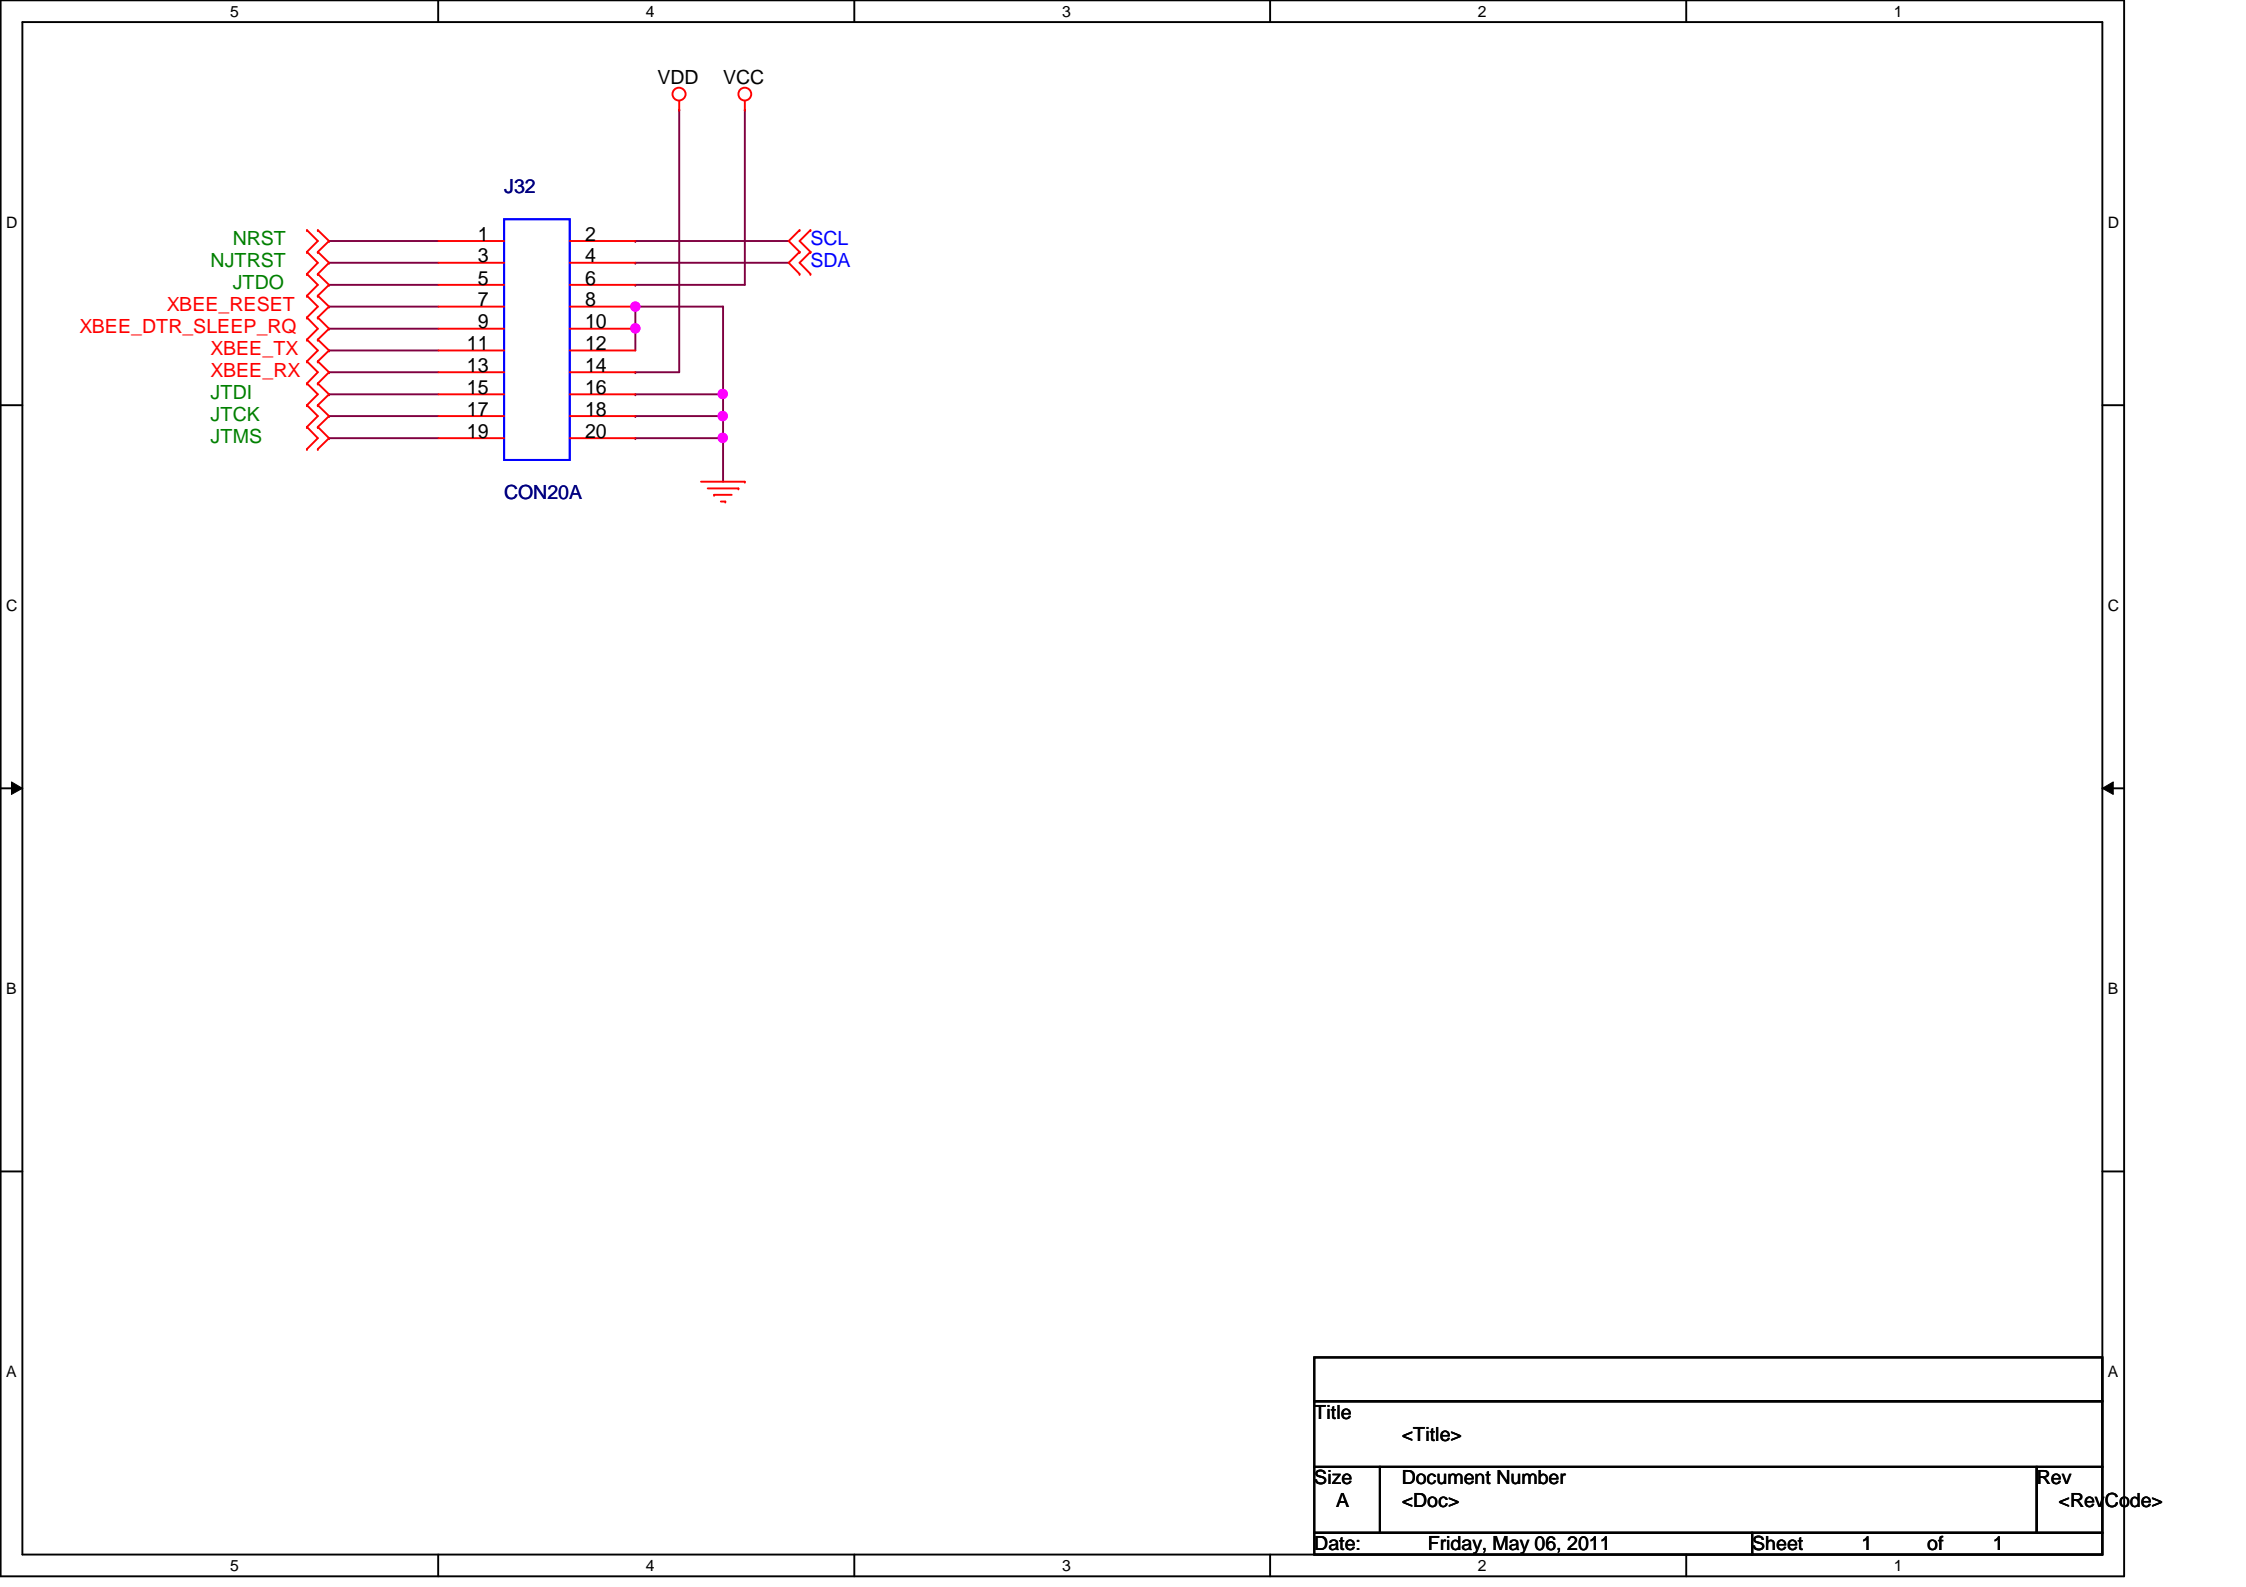 5 4 3 2 1
VDD VCC
J32
D D
NRST 1 2 SCL
NJTRST 3 4 SDA
JTDO 5 6
XBEE_RESET 7 8
XBEE_DTR_SLEEP_RQ 9 10
XBEE_TX 11 12
XBEE_RX 13 14
JTDI 15 16
JTCK 17 18
JTMS 19 20
CON20A
C C
B B
A A
Title
<Title>
Size Document Number Rev
A <Doc> <RevCode>
Date: Friday, May 06, 2011 Sheet 1 of 1
5 4 3 2 1